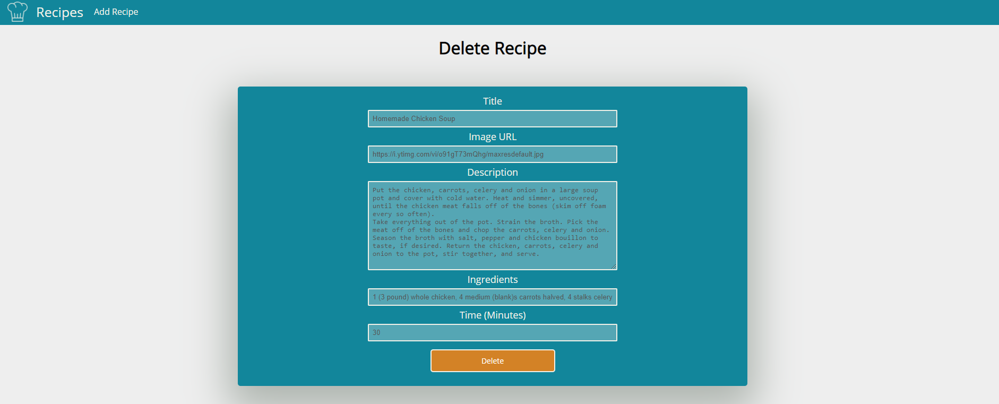 Recipes Add Recipe
Delete Recipe
Title
Homemade Chicken Soup
Image URL
https://i.ytimg.com/vi/o91gT73mQhg/maxresdefault.jpg
Description
Put the chicken, carrots, celery and onion in a large soup
pot and cover with cold water. Heat and simmer, uncovered,
until the chicken meat falls off of the bones (skim off foam
every so often).
Take everything out of the pot. Strain the broth. Pick the
meat off of the bones and chop the carrots, celery and onion.
Season the broth with salt, pepper and chicken bouillon to
taste, if desired. Return the chicken, carrots, celery and
onion to the pot, stir together, and serve.
Ingredients
1 (3 pound) whole chicken, 4 medium (blank)s carrots halved, 4 stalks celery
Time (Minutes)
30
Delete